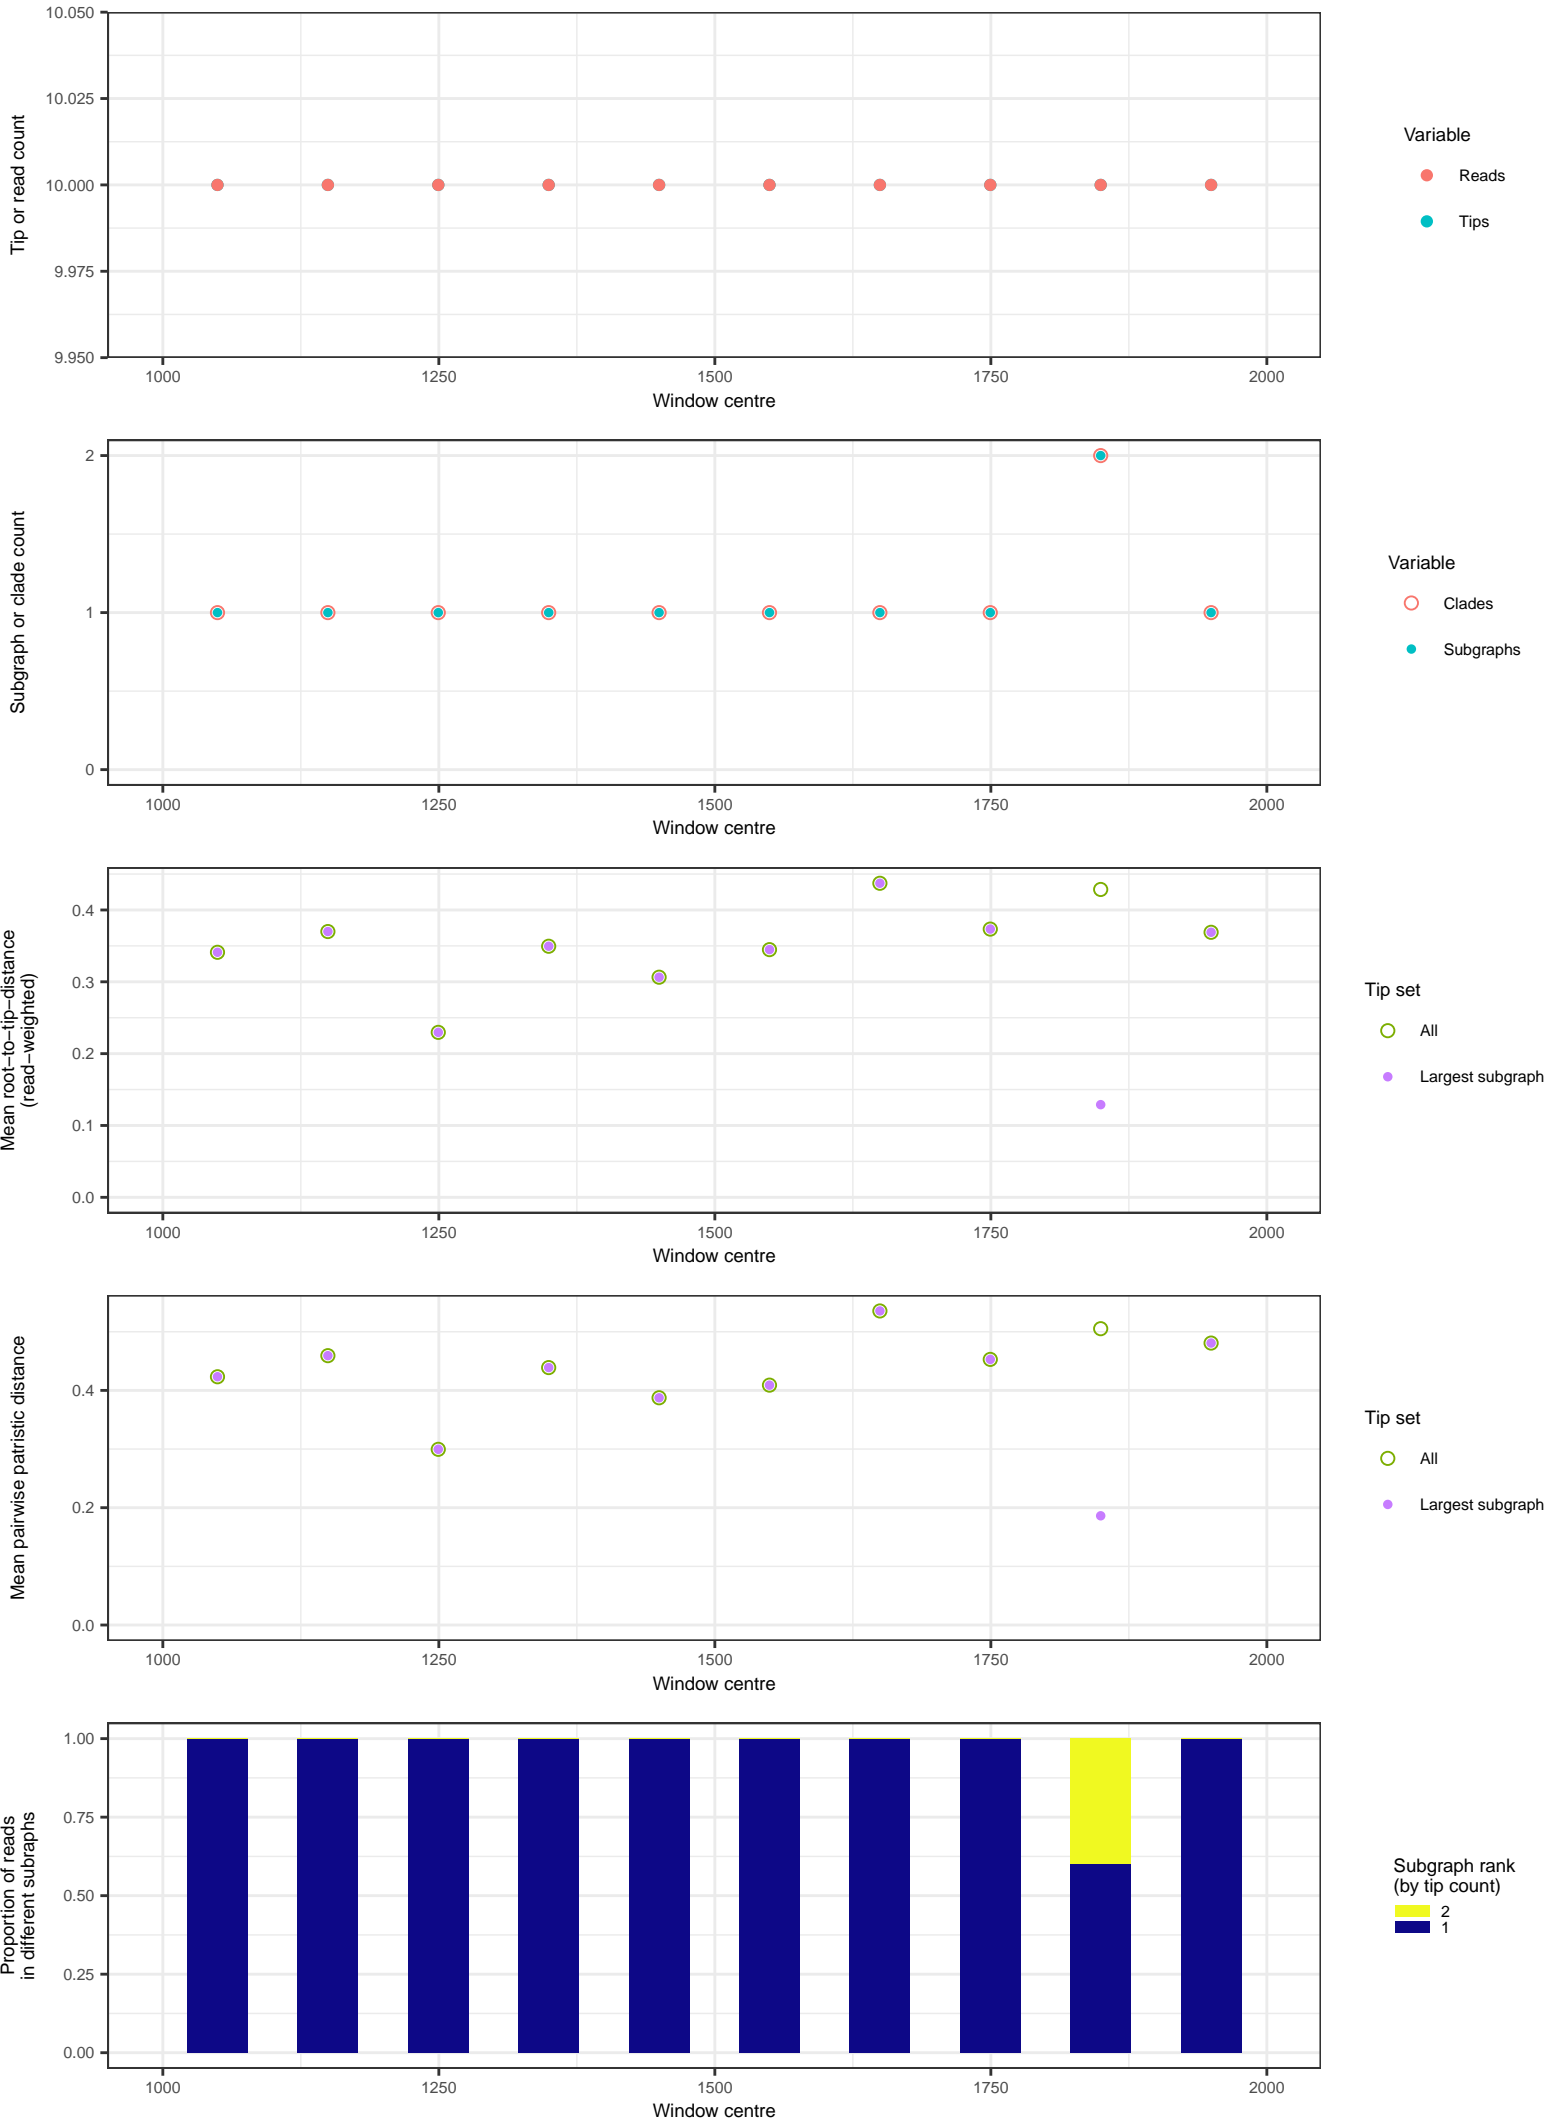 10.050
10.025
10.000
9.975
9.950
Tip or read count
1000 1250 1500 1750 2000
Window centre
Variable
Reads
Tips
2
1
0
Subgraph or clade count
1000 1250 1500 1750 2000
Window centre
Variable
Clades
Subgraphs
0.4
0.3
0.2
0.1
0.0
Mean root−to−tip−distance
(read−weighted)
1000 1250 1500 1750 2000
Window centre
Tip set
All
Largest subgraph
0.4
0.2
0.0
Mean pairwise patristic distance
1000 1250 1500 1750 2000
Window centre
Tip set
All
Largest subgraph
1.00
0.75
0.50
0.25
0.00
Proportion of reads
in different subraphs
1000 1250 1500 1750 2000
Window centre
Subgraph rank
(by tip count)
2
1